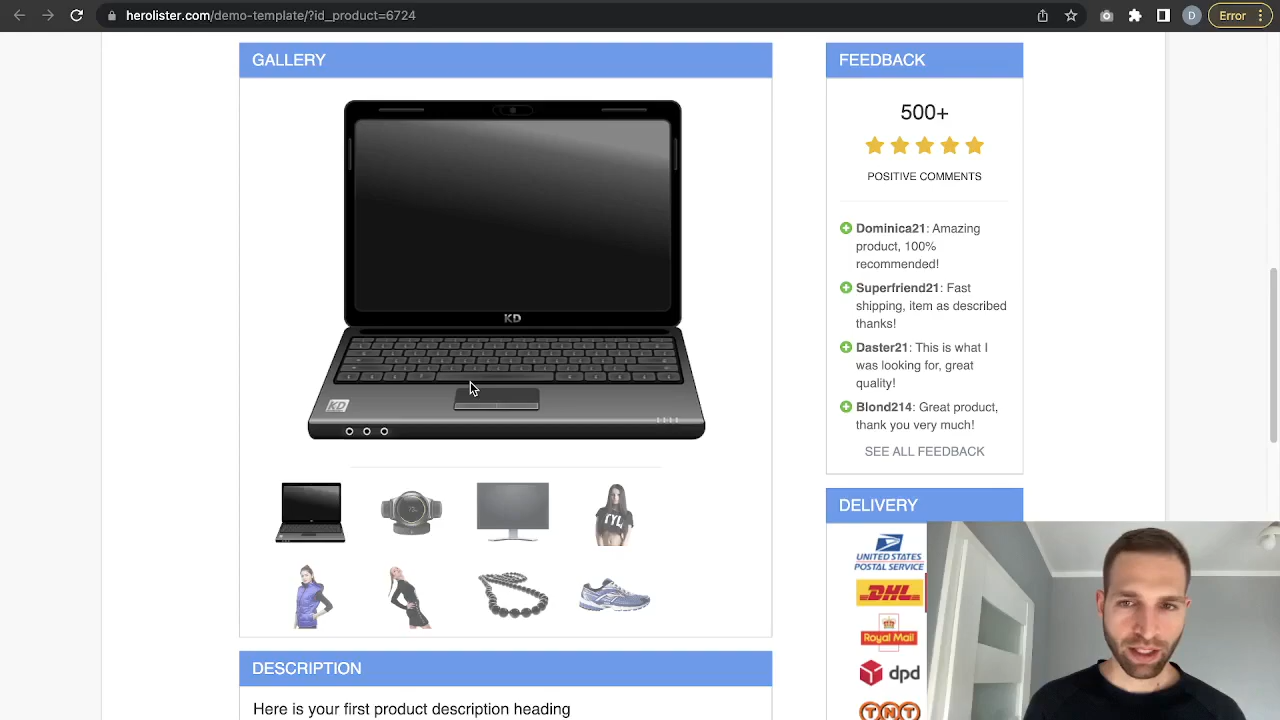 herolister.com/demo-template/?id_product=6724
D
Error
GALLERY
KD
KD
FEEDBACK
500+
POSITIVE COMMENTS
Dominica21: Amazing
product, 100%
recommended!
Superfriend21: Fast
shipping, item as described
thanks!
Daster21: This is what I
was looking for, great
quality!
Blond214: Great product,
thank you very much!
SEE ALL FEEDBACK
DELIVERY
UNITED STATES
POSTAL SERVICE
DHL
Royal Mail
dpd
TNT
DESCRIPTION
Here is your first product description heading